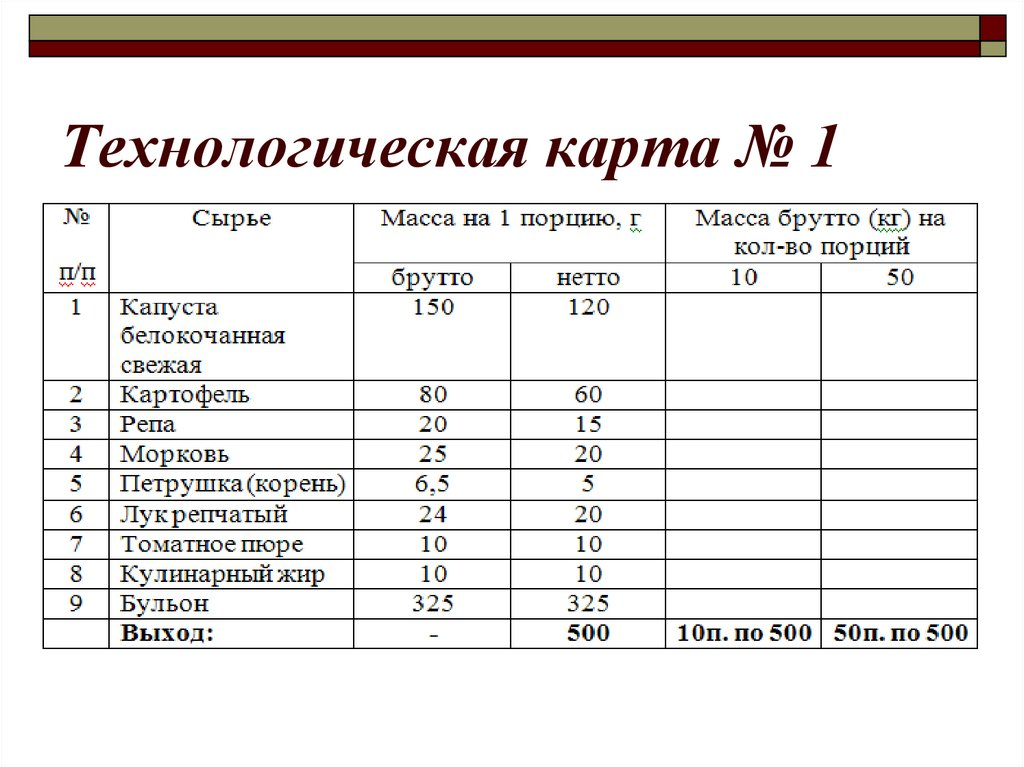 Технологическая карта № 1
№ Сырье Масса на 1 порцию, г Масса брутто (кг) на
кол-во порций
п/п брутто нетто 10 50
1 Капуста 150 120
белокочанная
свежая
2 Картофель 80 60
3 Репа 20 15
4 Морковь 25 20
5 Петрушка (корень) 6,5 5
6 Лук репчатый 24 20
7 Томатное пюре 10 10
8 Кулинарный жир 10 10
9 Бульон 325 325
Выход: - 500 10п. по 500 50п. по 500